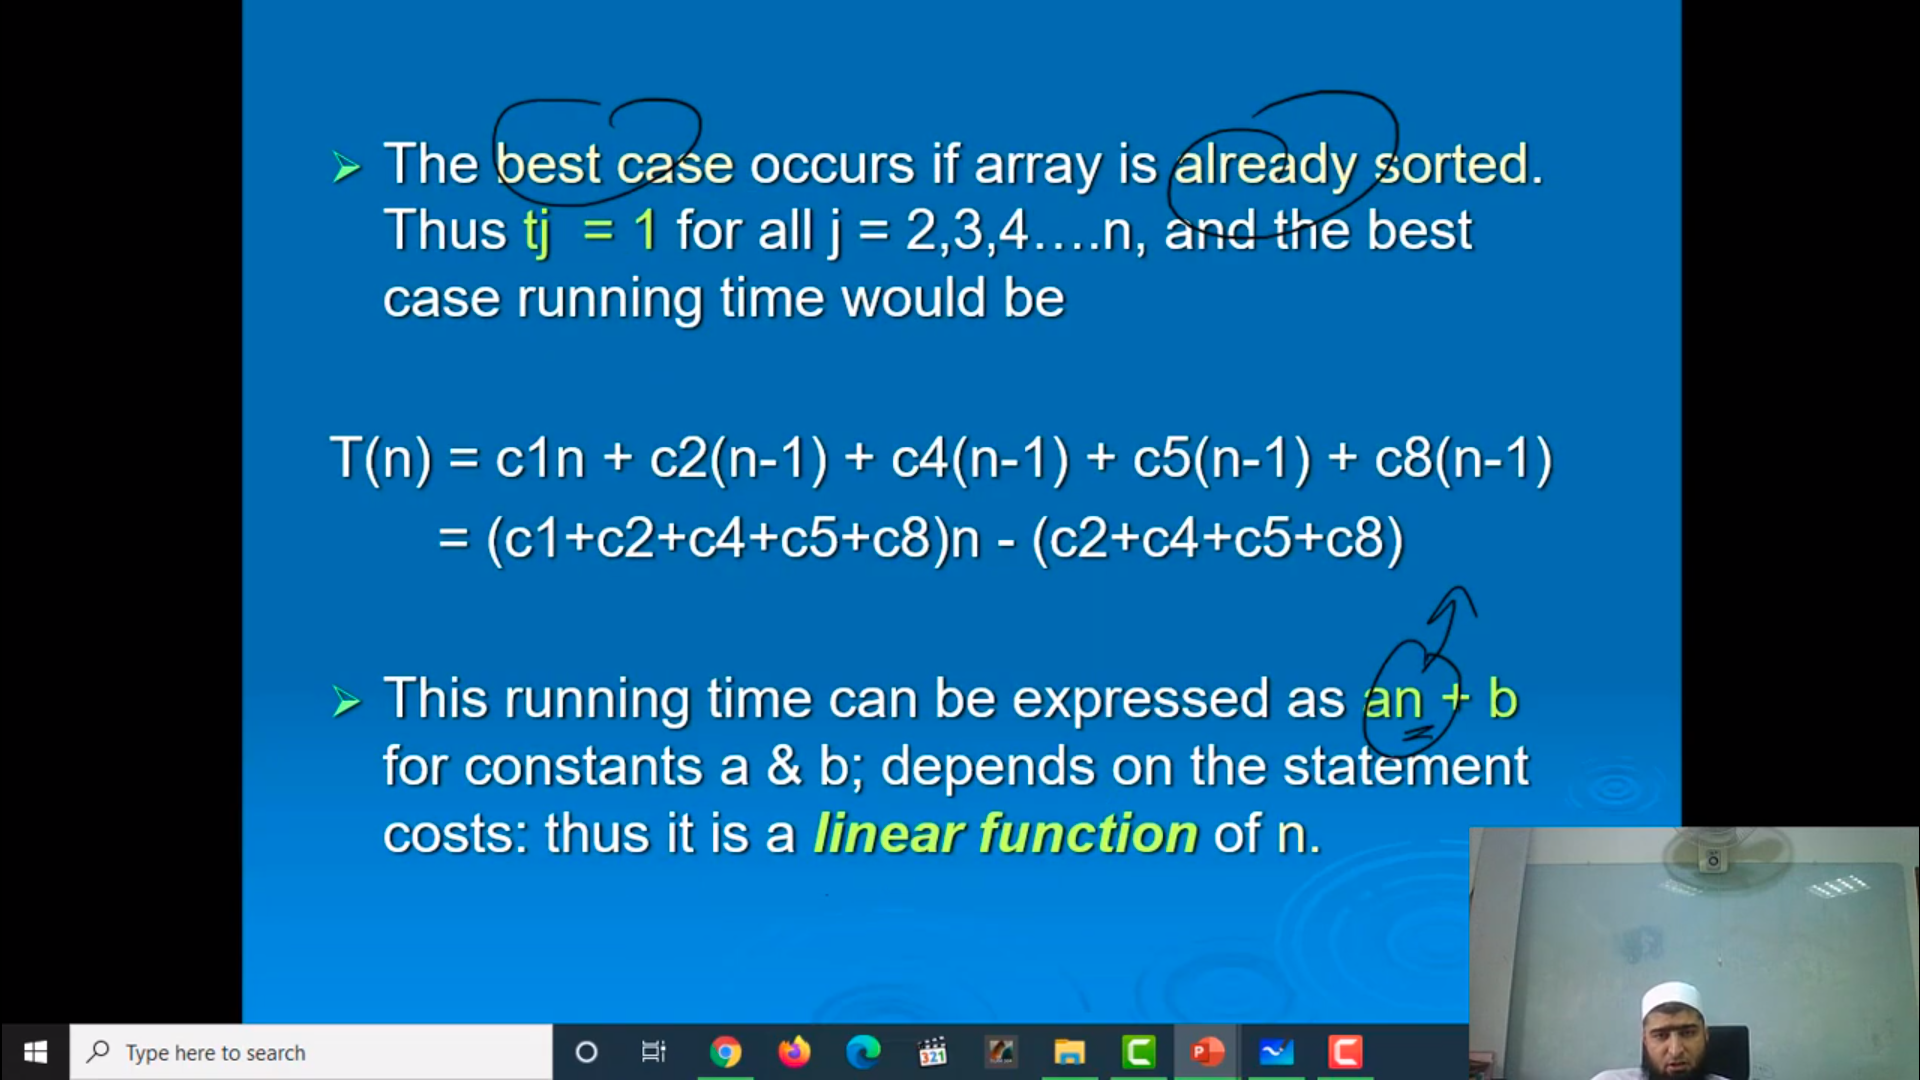 The best case occurs if array is already sorted.
Thus tj = 1 for all j = 2,3,4....n, and the best
case running time would be
T(n) = c1n + c2(n-1) + c4(n-1) + c5(n-1) + c8(n-1)
= (c1+c2+c4+c5+c8)n - (c2+c4+c5+c8)
This running time can be expressed as an + b
for constants a & b; depends on the statement
costs: thus it is a linear function of n.
Type here to search
321